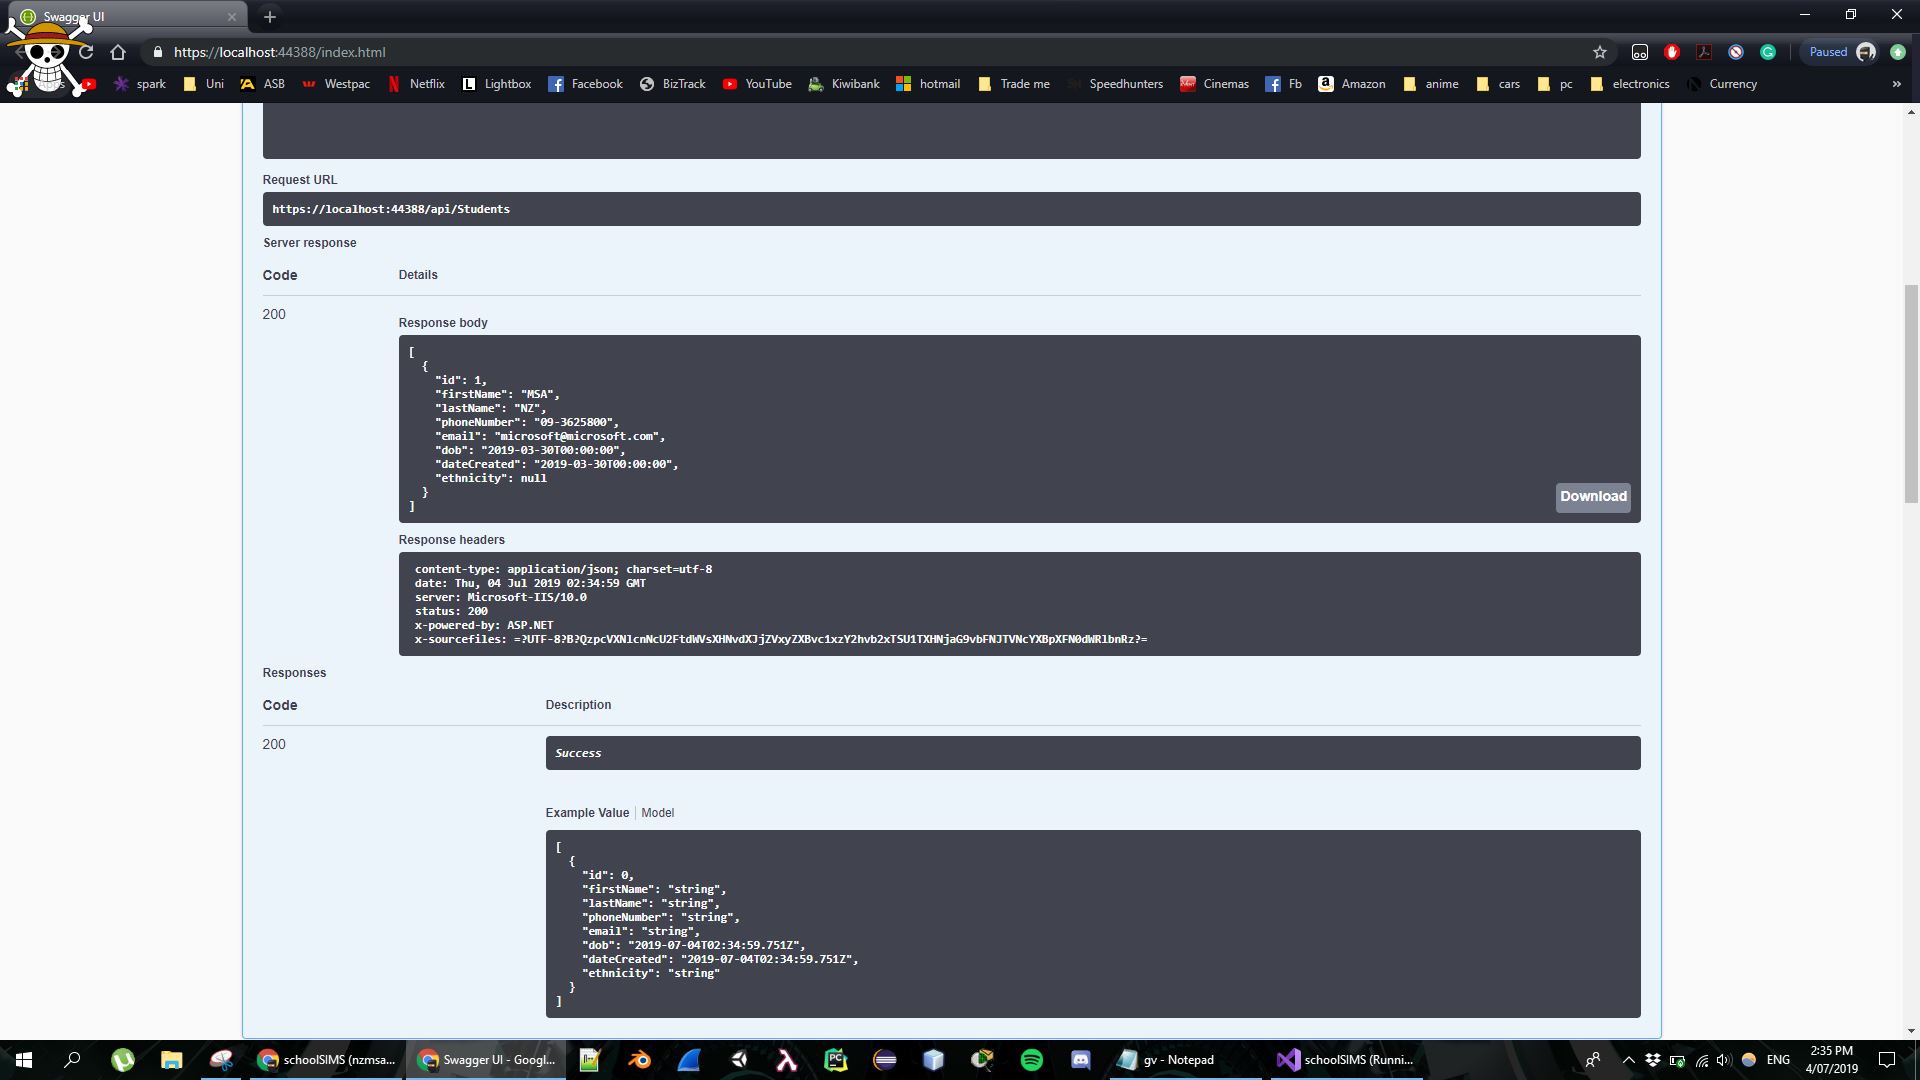 Swagger UI
https://localhost:44388/index.html
Paused
Apps
spark
Uni
ASB
Westpac
Netflix
Lightbox
Facebook
BizTrack
YouTube
Kiwibank
hotmail
Trade me
Speedhunters
Cinemas
Fb
Amazon
anime
cars
pc
electronics
Currency
»
Request URL
https://localhost:44388/api/Students
Server response
Code Details
200
Response body
[
{
"id": 1,
"firstName": "MSA",
"lastName": "NZ",
"phoneNumber": "09-3625800",
"email": "microsoft@microsoft.com",
"dob": "2019-03-30T00:00:00",
"dateCreated": "2019-03-30T00:00:00",
"ethnicity": null
}
]
Download
Response headers
content-type: application/json; charset=utf-8
date: Thu, 04 Jul 2019 02:34:59 GMT
server: Microsoft-IIS/10.0
status: 200
x-powered-by: ASP.NET
x-sourcefiles: =?UTF-8?B?QzpcVXNlcnNcU2FtdWVsXHNvdXJjZVxyZXBvc1xzY2hvb2xTSU1TXHNjaG9vbFNJTVNcYXBpXFN0dWRlbnRz?=
Responses
Code Description
200
Success
Example Value Model
[
{
"id": 0,
"firstName": "string",
"lastName": "string",
"phoneNumber": "string",
"email": "string",
"dob": "2019-07-04T02:34:59.751Z",
"dateCreated": "2019-07-04T02:34:59.751Z",
"ethnicity": "string"
}
]
schoolSIMS (nzmsa...
Swagger UI - Googl...
gv - Notepad
schoolSIMS (Runni...
ENG
2:35 PM
4/07/2019